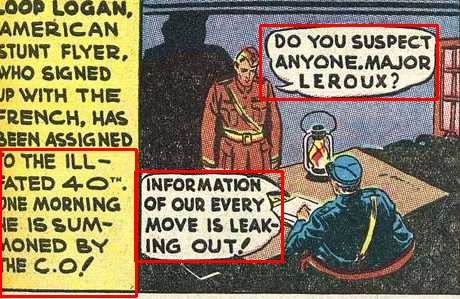 LOOP LOGAN,
AMERICAN
STUNT FLYER,
WHO SIGNED
UP WITH THE
FRENCH, HAS
BEEN ASSIGNED
TO THE ILL-
FATED 40TH.
ONE MORNING
HE IS SUM-
MONED BY
THE C.O!
INFORMATION
OF OUR EVERY
MOVE IS LEAK-
ING OUT!
DO YOU SUSPECT
ANYONE.MAJOR
LEROUX?